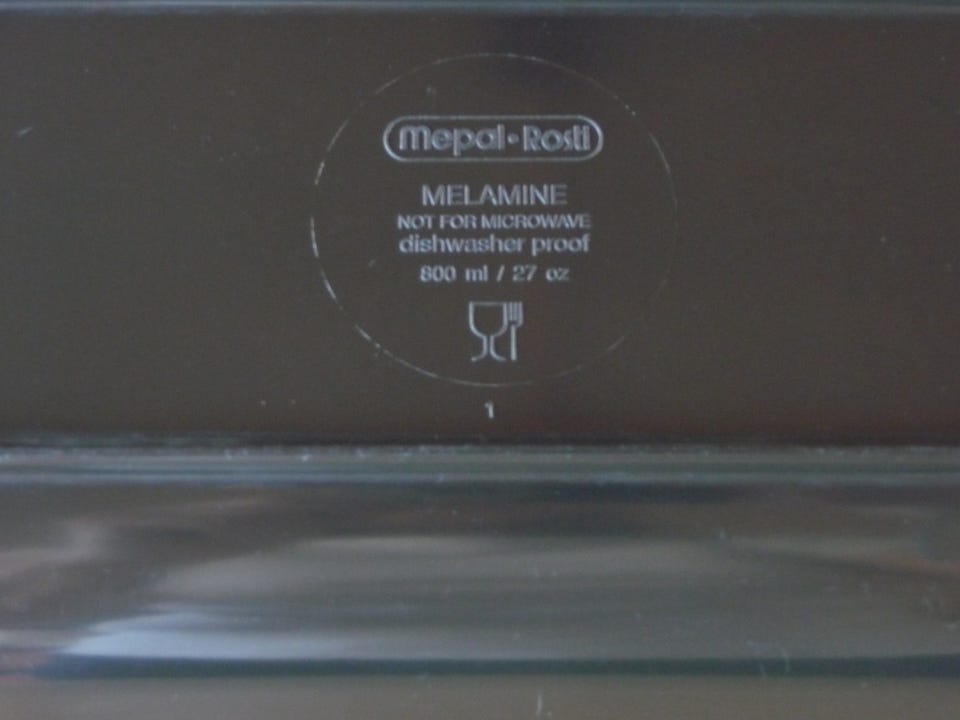 mepal•Rosti
MELAMINE
NOT FOR MICROWAVE
dishwasher proof
800 ml / 27 oz
1